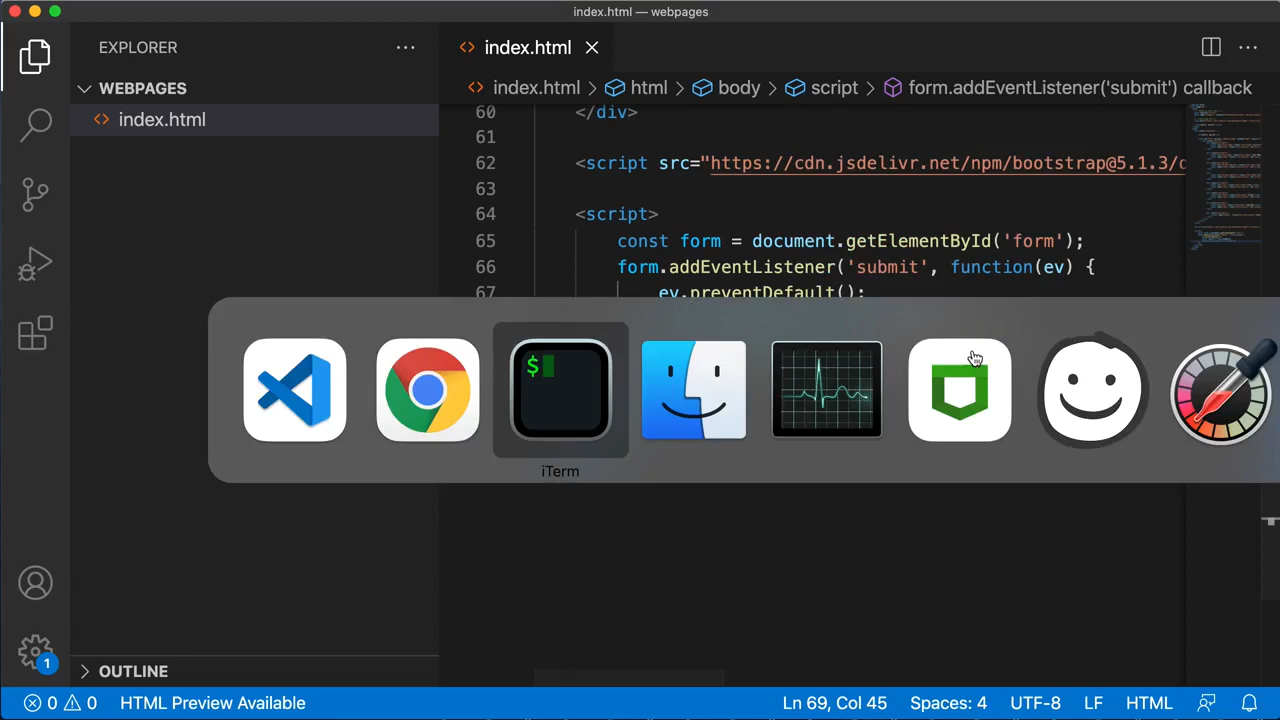 index.html — webpages
EXPLORER
index.html
index.html
html
body
script
form.addEventListener('submit') callback
WEBPAGES
index.html
60 </div>
61
62 <script src="https://cdn.jsdelivr.net/npm/bootstrap@5.1.3/d
63
64 <script>
65 const form = document.getElementById('form');
66 form.addEventListener('submit', function(ev) {
67 ev.preventDefault();
$
iTerm
1
OUTLINE
0 0 HTML Preview Available Ln 69, Col 45 Spaces: 4 UTF-8 LF HTML